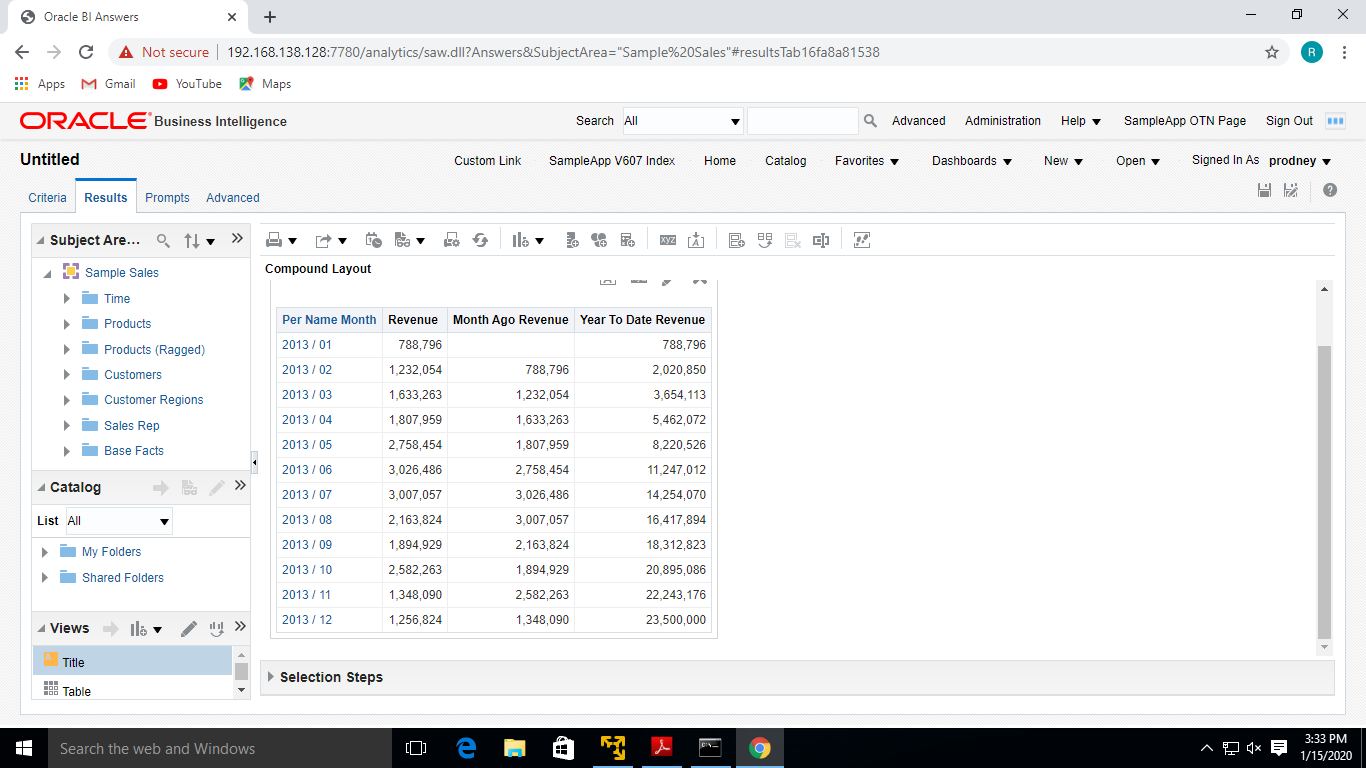 Oracle BI Answers
Not secure 192.168.138.128:7780/analytics/saw.dll?Answers&SubjectArea="Sample%20Sales"#resultsTab16fa8a81538 R
Apps Gmail YouTube Maps
ORACLE Business Intelligence Search All Advanced Administration Help SampleApp OTN Page Sign Out
Untitled Custom Link SampleApp V607 Index Home Catalog Favorites Dashboards New Open Signed In As prodney
Criteria Results Prompts Advanced
Subject Are...
Sample Sales
Time
Products
Products (Ragged)
Customers
Customer Regions
Sales Rep
Base Facts
Catalog
List All
My Folders
Shared Folders
Views
Title
Table
xyz
Compound Layout
Per Name Month Revenue Month Ago Revenue Year To Date Revenue
2013 / 01 788,796 788,796
2013 / 02 1,232,054 788,796 2,020,850
2013 / 03 1,633,263 1,232,054 3,654,113
2013 / 04 1,807,959 1,633,263 5,462,072
2013 / 05 2,758,454 1,807,959 8,220,526
2013 / 06 3,026,486 2,758,454 11,247,012
2013 / 07 3,007,057 3,026,486 14,254,070
2013 / 08 2,163,824 3,007,057 16,417,894
2013 / 09 1,894,929 2,163,824 18,312,823
2013 / 10 2,582,263 1,894,929 20,895,086
2013 / 11 1,348,090 2,582,263 22,243,176
2013 / 12 1,256,824 1,348,090 23,500,000
Selection Steps
Search the web and Windows
3:33 PM
1/15/2020